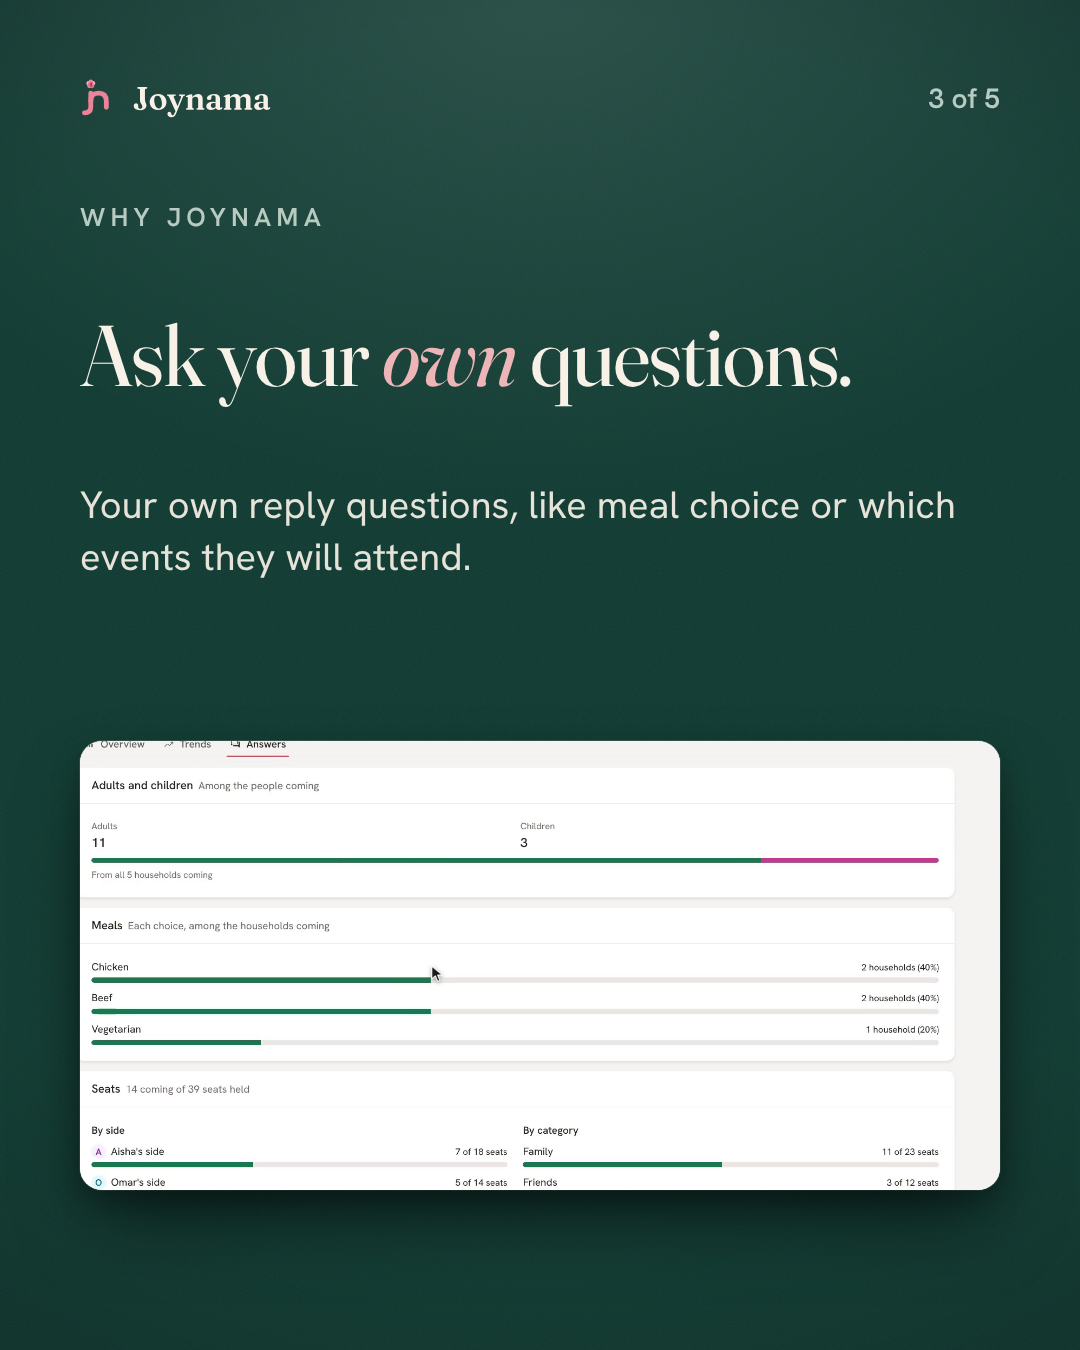 Joynama
3 of 5
WHY JOYNAMA
Ask your own questions.
Your own reply questions, like meal choice or which
events they will attend.
Overview Trends Answers
Adults and children Among the people coming
Adults Children
11 3
From all 5 households coming
Meals Each choice, among the households coming
Chicken 2 households (40%)
Beef 2 households (40%)
Vegetarian 1 household (20%)
Seats 14 coming of 39 seats held
By side By category
A Aisha's side 7 of 18 seats Family 11 of 23 seats
O Omar's side 5 of 14 seats Friends 3 of 12 seats